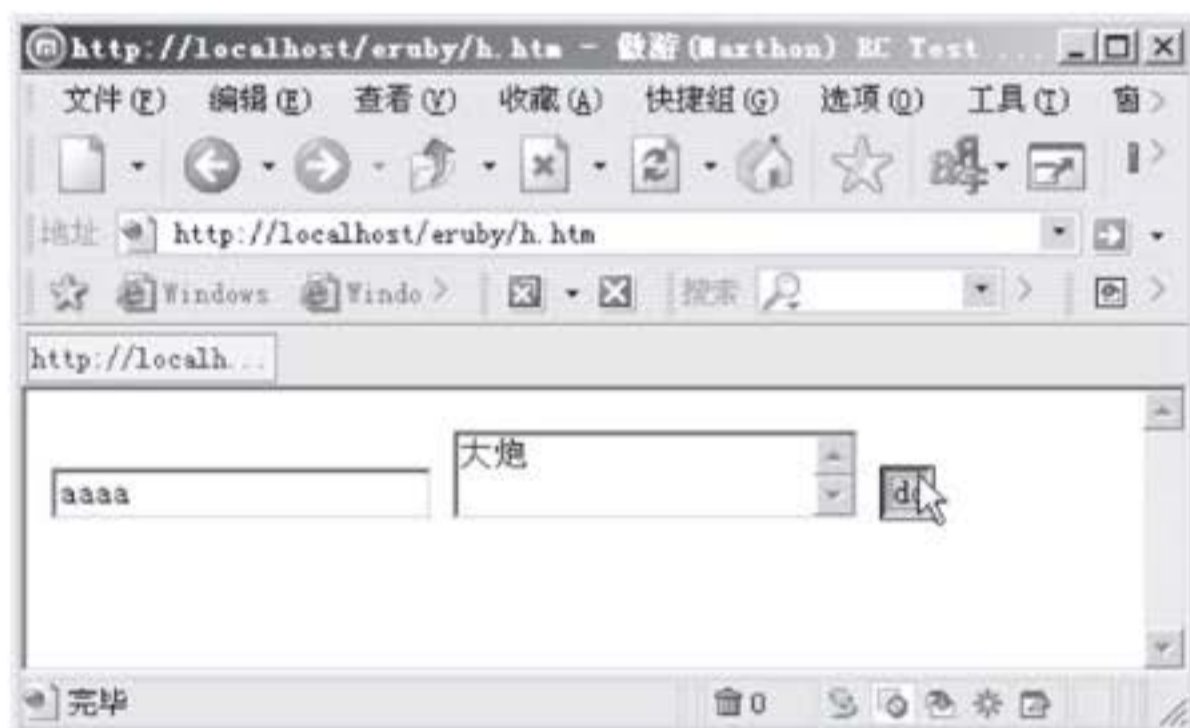 http://localhost/eruby/h.htm - 傲游(Maxthon) BC Test ...
文件(F) 编辑(E) 查看(V) 收藏(A) 快捷组(G) 选项(O) 工具(T) 窗
地址 http://localhost/eruby/h.htm
Windows Windo 搜索
http://localh...
大炮
aaaa
完毕 0